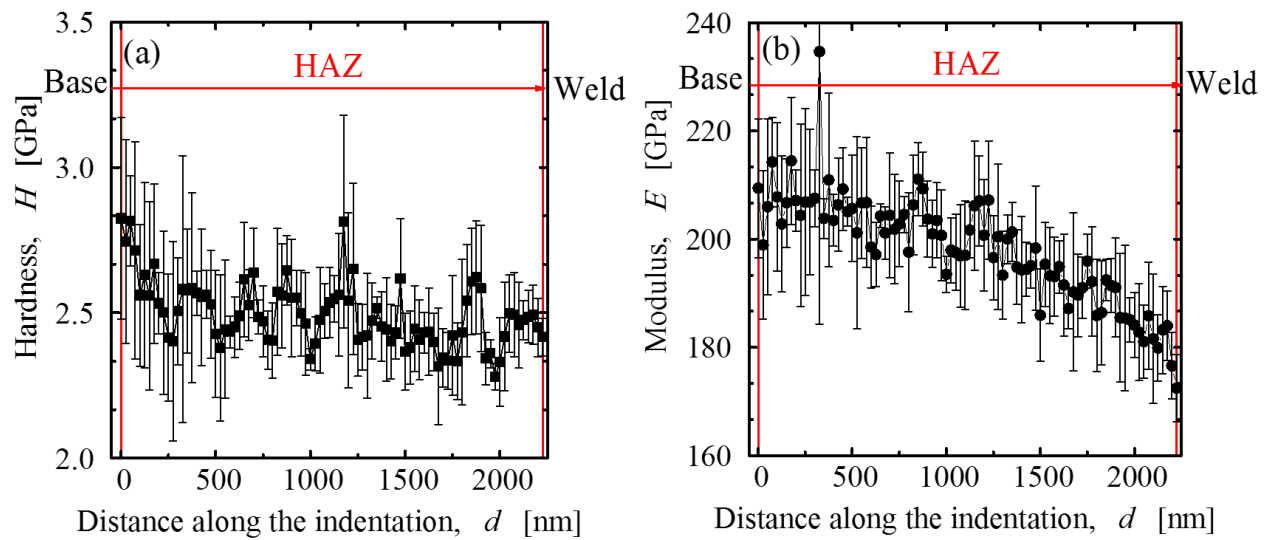 (a)
HAZ
Base
Weld
3.5
3.0
2.5
2.0
Hardness, H [GPa]
0 500 1000 1500 2000
Distance along the indentation, d [nm]
(b)
HAZ
Base
Weld
240
220
200
180
160
Modulus, E [GPa]
0 500 1000 1500 2000
Distance along the indentation, d [nm]